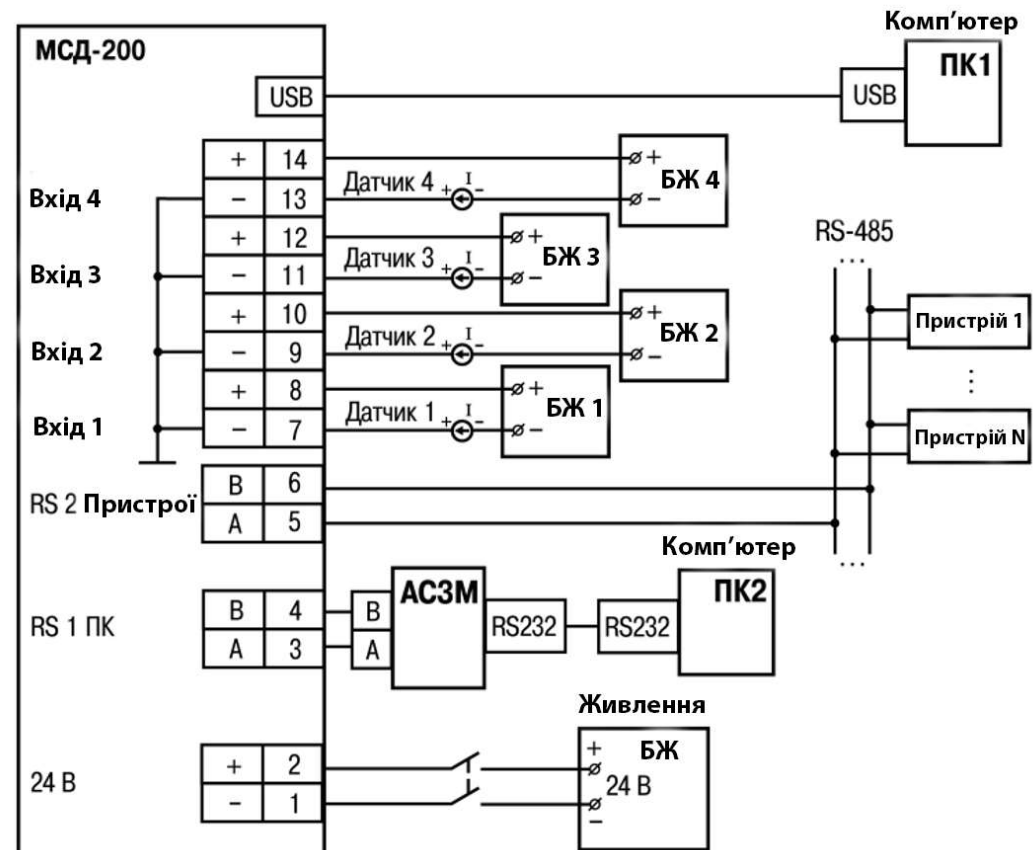 Комп’ютер
МСД-200
ПК1
USB
USB
+ 14
+
БЖ 4
Вхід 4
Датчик 4 + I -
– 13
–
+ 12
+
БЖ 3
RS-485
...
Вхід 3
Датчик 3 + I -
– 11
–
+ 10
+
БЖ 2
Пристрій 1
Вхід 2
Датчик 2 + I -
– 9
–
...
+ 8
+
БЖ 1
Вхід 1
Датчик 1 + I -
– 7
–
Пристрій N
RS 2 Пристрої
B 6
A 5
...
Комп’ютер
RS 1 ПК
B 4
A 3
B
A
АС3М
RS232
RS232
ПК2
Живлення
24 В
+ 2
– 1
+
БЖ
24 В
–